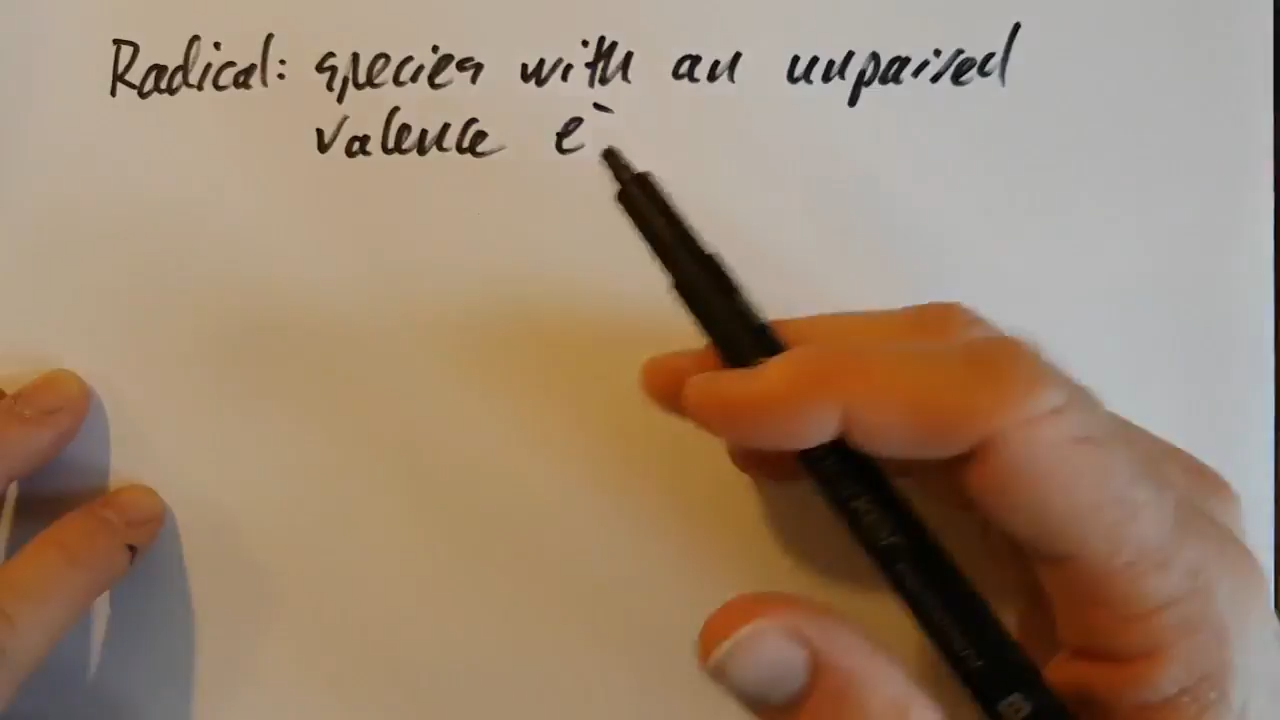 Radical: species with an unpaired
valence e⁻